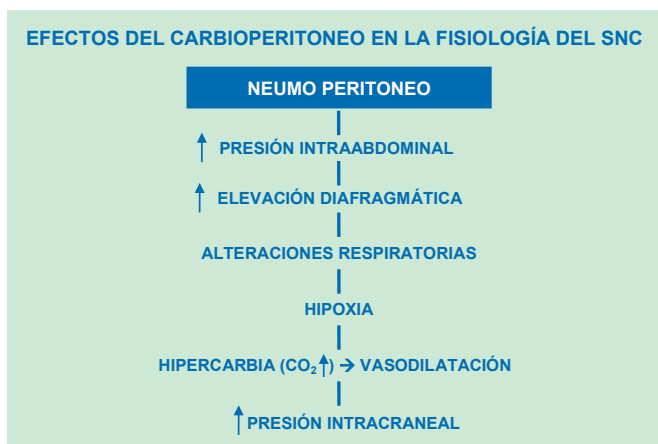 EFECTOS DEL CARBIOPERITONEO EN LA FISIOLOGÍA DEL SNC
NEUMO PERITONEO
↑ PRESIÓN INTRAABDOMINAL
↑ ELEVACIÓN DIAFRAGMÁTICA
ALTERACIONES RESPIRATORIAS
HIPOXIA
HIPERCARBIA (CO₂↑) → VASODILATACIÓN
↑ PRESIÓN INTRACRANEAL